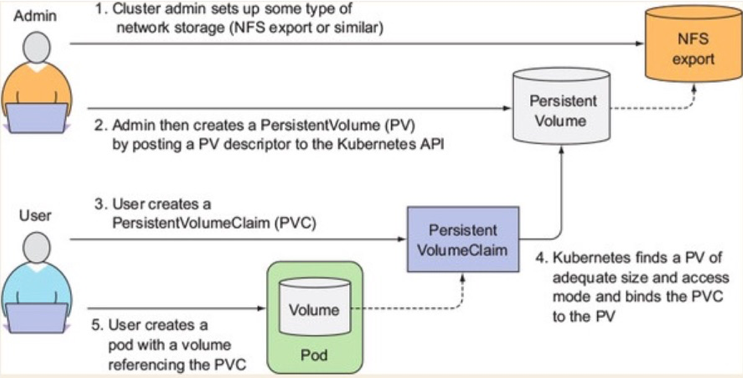 Admin
1. Cluster admin sets up some type of
network storage (NFS export or similar)
NFS
export
Persistent
Volume
2. Admin then creates a PersistentVolume (PV)
by posting a PV descriptor to the Kubernetes API
User
3. User creates a
PersistentVolumeClaim (PVC)
Persistent
VolumeClaim
4. Kubernetes finds a PV of
adequate size and access
mode and binds the PVC
to the PV
Volume
Pod
5. User creates a
pod with a volume
referencing the PVC